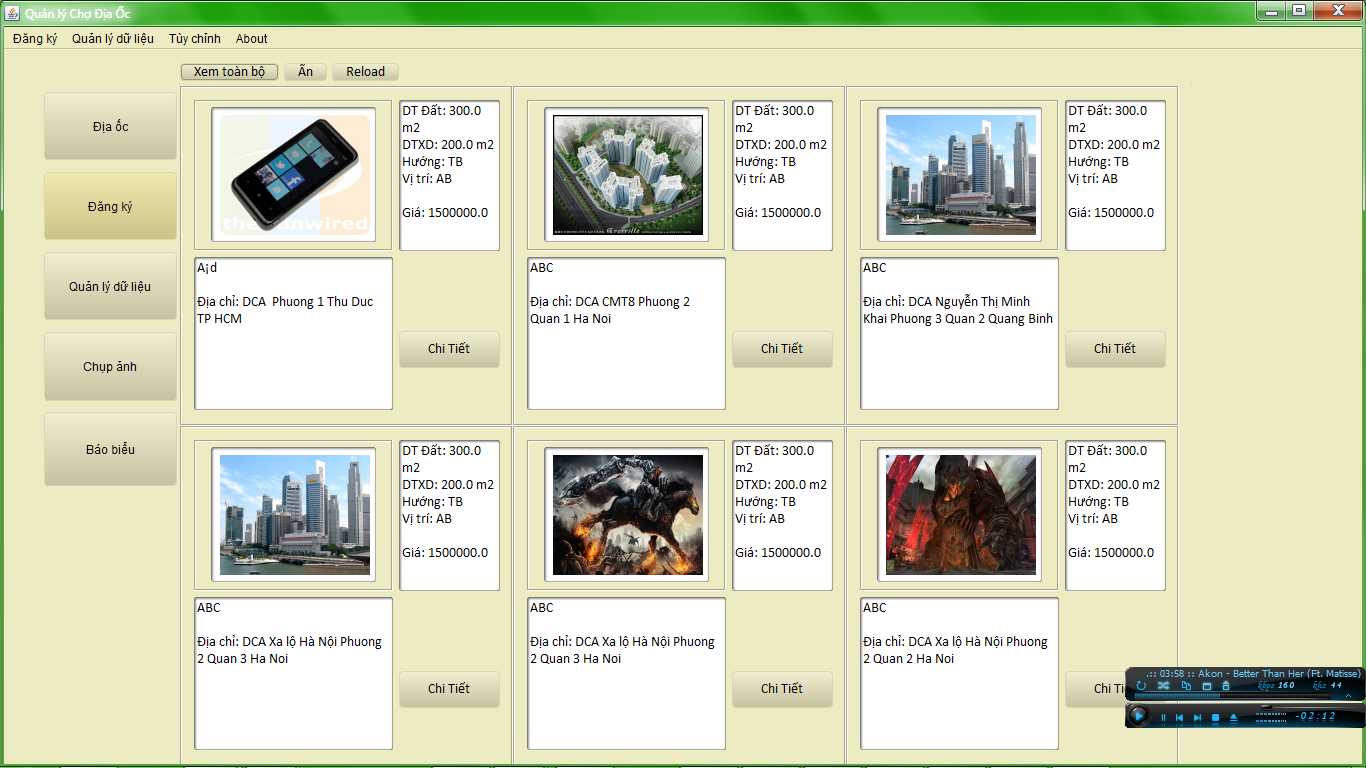 Quản lý Chợ Địa Ốc
Đăng ký Quản lý dữ liệu Tùy chỉnh About
Xem toàn bộ Ẩn Reload
Địa ốc
Đăng ký
Quản lý dữ liệu
Chụp ảnh
Báo biểu
the unwired
DT Đất: 300.0
m2
DTXD: 200.0 m2
Hướng: TB
Vị trí: AB
Giá: 1500000.0
A¡d
Địa chỉ: DCA  Phuong 1 Thu Duc
TP HCM
Chi Tiết
DT Đất: 300.0
m2
DTXD: 200.0 m2
Hướng: TB
Vị trí: AB
Giá: 1500000.0
ABC
Địa chỉ: DCA CMT8 Phuong 2
Quan 1 Ha Noi
Chi Tiết
DT Đất: 300.0
m2
DTXD: 200.0 m2
Hướng: TB
Vị trí: AB
Giá: 1500000.0
ABC
Địa chỉ: DCA Nguyễn Thị Minh
Khai Phuong 3 Quan 2 Quang Binh
Chi Tiết
DT Đất: 300.0
m2
DTXD: 200.0 m2
Hướng: TB
Vị trí: AB
Giá: 1500000.0
ABC
Địa chỉ: DCA Xa lộ Hà Nội Phuong
2 Quan 3 Ha Noi
Chi Tiết
DT Đất: 300.0
m2
DTXD: 200.0 m2
Hướng: TB
Vị trí: AB
Giá: 1500000.0
ABC
Địa chỉ: DCA Xa lộ Hà Nội Phuong
2 Quan 3 Ha Noi
Chi Tiết
DT Đất: 300.0
m2
DTXD: 200.0 m2
Hướng: TB
Vị trí: AB
Giá: 1500000.0
ABC
Địa chỉ: DCA Xa lộ Hà Nội Phuong
2 Quan 2 Ha Noi
Chi
.:: 03:58 :: Akon - Better Than Her (Ft. Matisse)
kbps 160 khz 44
-02:12